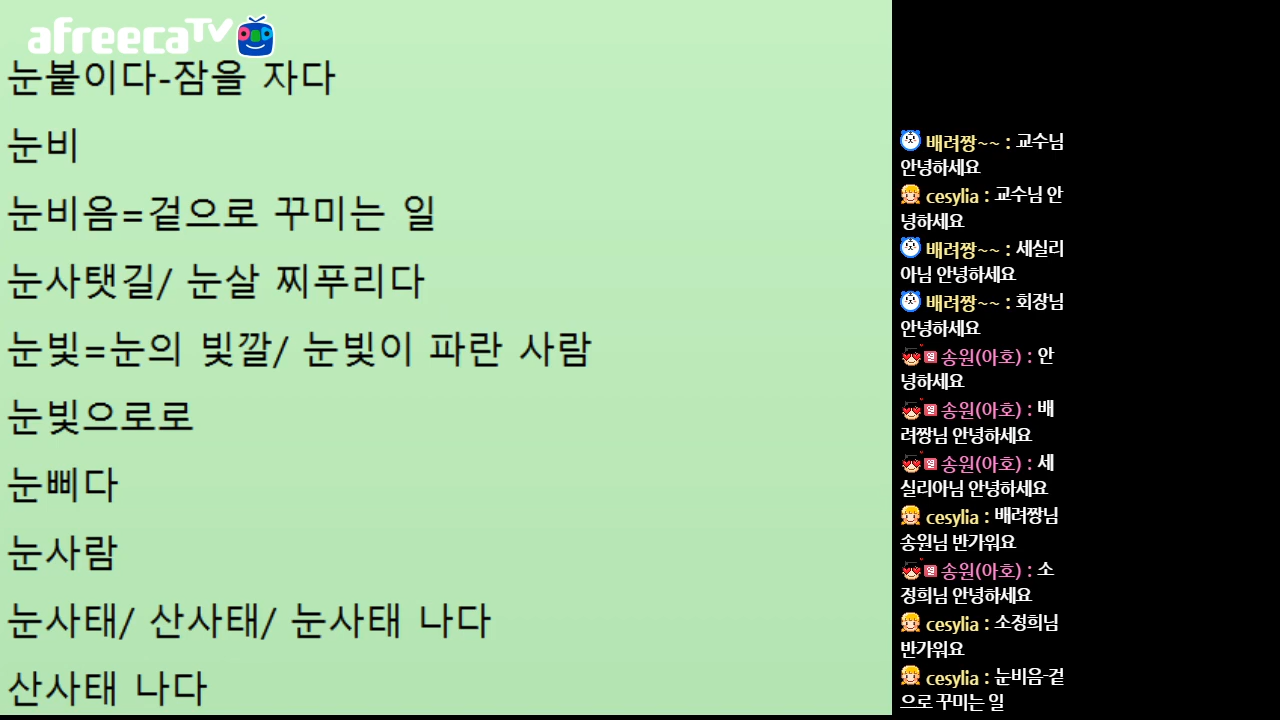 afreecaTV
눈붙이다-잠을 자다
눈비
눈비음=겉으로 꾸미는 일
눈사탯길/ 눈살 찌푸리다
눈빛=눈의 빛깔/ 눈빛이 파란 사람
눈빛으로로
눈삐다
눈사람
눈사태/ 산사태/ 눈사태 나다
산사태 나다
배려짱~~ : 교수님
안녕하세요
cesylia : 교수님 안
녕하세요
배려짱~~ : 세실리
아님 안녕하세요
배려짱~~ : 회장님
안녕하세요
열 송원(아호) : 안
녕하세요
열 송원(아호) : 배
려짱님 안녕하세요
열 송원(아호) : 세
실리아님 안녕하세요
cesylia : 배려짱님
송원님 반가워요
열 송원(아호) : 소
정희님 안녕하세요
cesylia : 소정희님
반가워요
cesylia : 눈비음-겉
으로 꾸미는 일